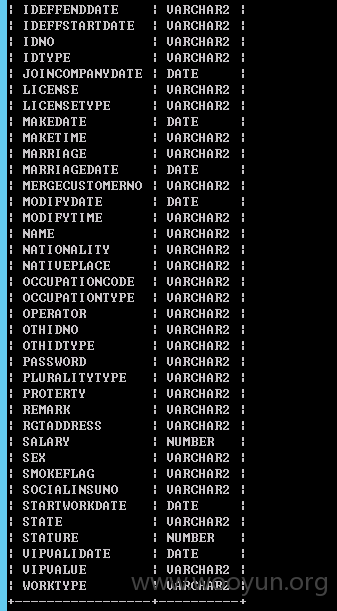 | IDEFFENDDATE | VARCHAR2 |
| IDEFFSTARTDATE | VARCHAR2 |
| IDNO | VARCHAR2 |
| IDTYPE | VARCHAR2 |
| JOINCOMPANYDATE | DATE |
| LICENSE | VARCHAR2 |
| LICENSETYPE | VARCHAR2 |
| MAKEDATE | DATE |
| MAKETIME | VARCHAR2 |
| MARRIAGE | VARCHAR2 |
| MARRIAGEDATE | DATE |
| MERGECUSTOMERNO | VARCHAR2 |
| MODIFYDATE | DATE |
| MODIFYTIME | VARCHAR2 |
| NAME | VARCHAR2 |
| NATIONALITY | VARCHAR2 |
| NATIVEPLACE | VARCHAR2 |
| OCCUPATIONCODE | VARCHAR2 |
| OCCUPATIONTYPE | VARCHAR2 |
| OPERATOR | VARCHAR2 |
| OTHIDNO | VARCHAR2 |
| OTHIDTYPE | VARCHAR2 |
| PASSWORD | VARCHAR2 |
| PLURALITYTYPE | VARCHAR2 |
| PROTERTY | VARCHAR2 |
| REMARK | VARCHAR2 |
| RGTADDRESS | VARCHAR2 |
| SALARY | NUMBER |
| SEX | VARCHAR2 |
| SMOKEFLAG | VARCHAR2 |
| SOCIALINSUNO | VARCHAR2 |
| STARTWORKDATE | DATE |
| STATE | VARCHAR2 |
| STATURE | NUMBER |
| VIPVALIDATE | DATE |
| VIPVALUE | VARCHAR2 |
| WORKTYPE | VARCHAR2 |
www.wooyun.org